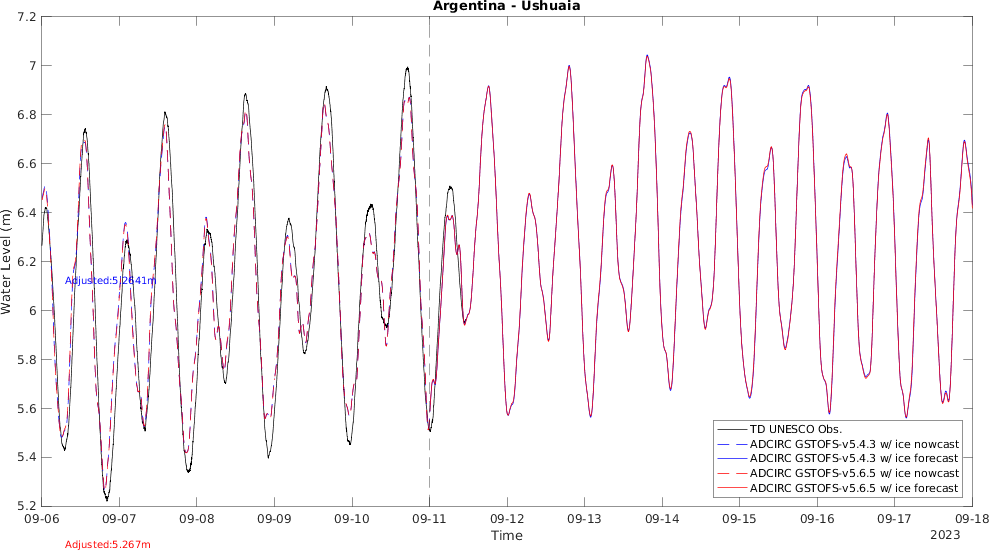 Argentina - Ushuaia
7.2
7
6.8
6.6
6.4
6.2
6
5.8
5.6
5.4
5.2
Water Level (m)
Adjusted:5.2641m
TD UNESCO Obs.
ADCIRC GSTOFS-v5.4.3 w/ ice nowcast
ADCIRC GSTOFS-v5.4.3 w/ ice forecast
ADCIRC GSTOFS-v5.6.5 w/ ice nowcast
ADCIRC GSTOFS-v5.6.5 w/ ice forecast
09-06 09-07 09-08 09-09 09-10 09-11 09-12 09-13 09-14 09-15 09-16 09-17 09-18
Time
2023
Adjusted:5.267m